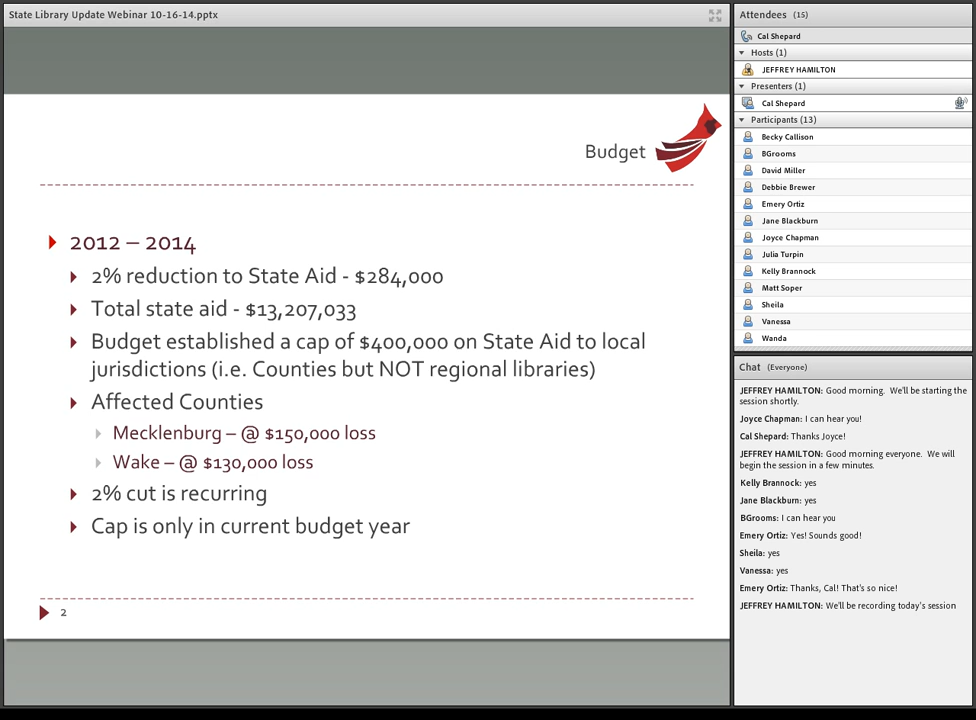 State Library Update Webinar 10-16-14.pptx
Budget
2012 – 2014
2% reduction to State Aid - $284,000
Total state aid - $13,207,033
Budget established a cap of $400,000 on State Aid to local
jurisdictions (i.e. Counties but NOT regional libraries)
Affected Counties
Mecklenburg – @ $150,000 loss
Wake – @ $130,000 loss
2% cut is recurring
Cap is only in current budget year
2
Attendees (15)
Cal Shepard
Hosts (1)
JEFFREY HAMILTON
Presenters (1)
Cal Shepard
Participants (13)
Becky Callison
BGrooms
David Miller
Debbie Brewer
Emery Ortiz
Jane Blackburn
Joyce Chapman
Julia Turpin
Kelly Brannock
Matt Soper
Sheila
Vanessa
Wanda
Chat (Everyone)
JEFFREY HAMILTON: Good morning. We'll be starting the
session shortly.
Joyce Chapman: I can hear you!
Cal Shepard: Thanks Joyce!
JEFFREY HAMILTON: Good morning everyone. We will
begin the session in a few minutes.
Kelly Brannock: yes
Jane Blackburn: yes
BGrooms: I can hear you
Emery Ortiz: Yes! Sounds good!
Sheila: yes
Vanessa: yes
Emery Ortiz: Thanks, Cal! That's so nice!
JEFFREY HAMILTON: We'll be recording today's session